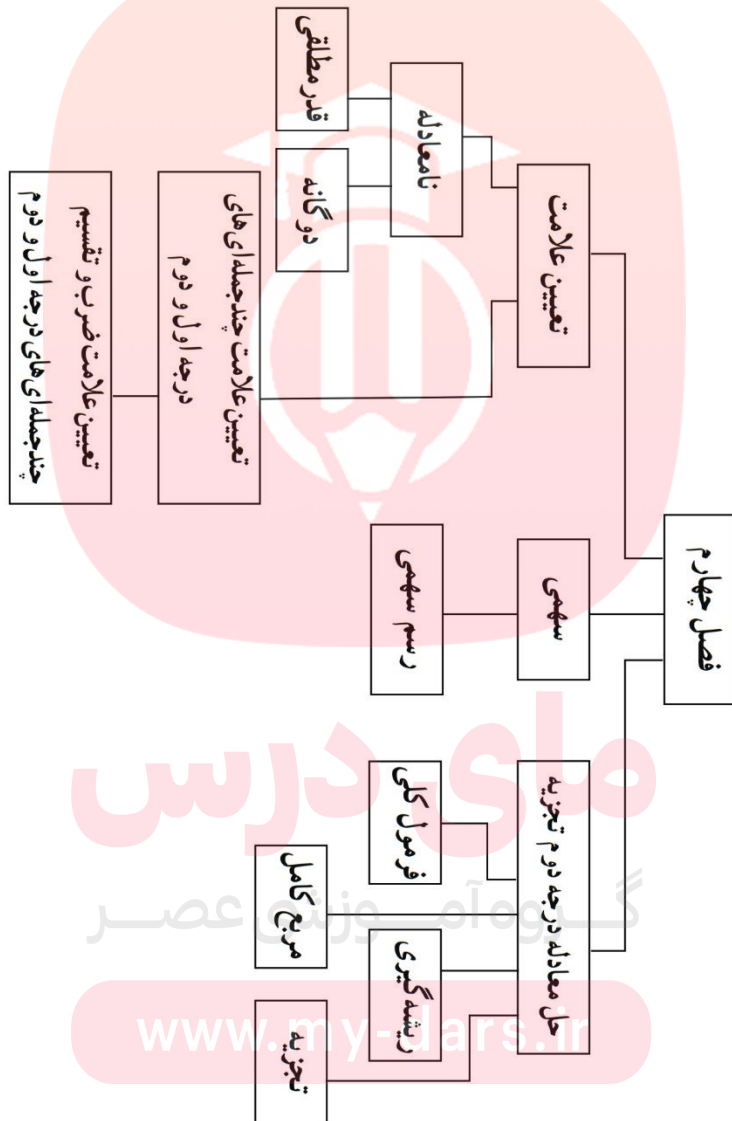 فصل چهارم
حل معادله درجه دوم تجزیه
فرمول کلی
مربع کامل
ریشه گیری
تجزیه
سهمی
رسم سهمی
تعیین علامت
نامعادله
قدر مطلقی
دوگانه
تعیین علامت چندجمله‌ای های
درجه اول و دوم
تعیین علامت ضرب و تقسیم
چندجمله‌ای های درجه اول و دوم
مای درس
گروه آموزشی عصر
www.my-dars.ir